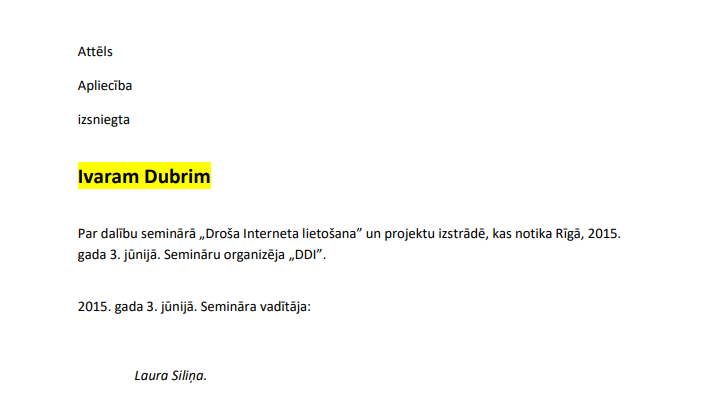 Attēls
Apliecība
izsniegta
Ivaram Dubrim
Par dalību seminārā „Droša Interneta lietošana” un projektu izstrādē, kas notika Rīgā, 2015.
gada 3. jūnijā. Semināru organizēja „DDI”.
2015. gada 3. jūnijā. Semināra vadītāja:
Laura Siliņa.